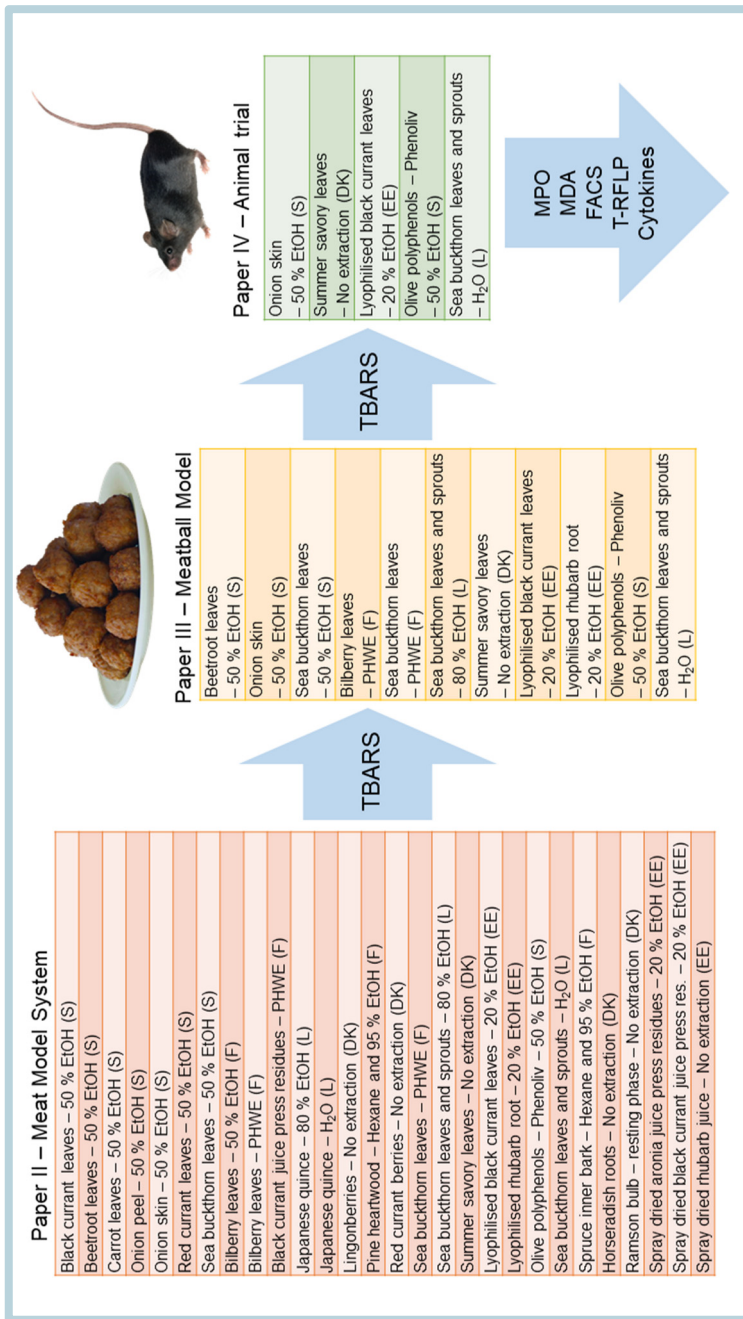 Paper II – Meat Model System
Black currant leaves – 50 % EtOH (S)
Beetroot leaves – 50 % EtOH (S)
Carrot leaves – 50 % EtOH (S)
Onion peel – 50 % EtOH (S)
Onion skin – 50 % EtOH (S)
Red currant leaves – 50 % EtOH (S)
Sea buckthorn leaves – 50 % EtOH (S)
Bilberry leaves – 50 % EtOH (F)
Bilberry leaves – PHWE (F)
Black currant juice press residues – PHWE (F)
Japanese quince – 80 % EtOH (L)
Japanese quince – H₂O (L)
Lingonberries – No extraction (DK)
Pine heartwood – Hexane and 95 % EtOH (F)
Red currant berries – No extraction (DK)
Sea buckthorn leaves – PHWE (F)
Sea buckthorn leaves and sprouts – 80 % EtOH (L)
Summer savory leaves – No extraction (DK)
Lyophilised black currant leaves – 20 % EtOH (EE)
Lyophilised rhubarb root – 20 % EtOH (EE)
Olive polyphenols – Phenoliv – 50 % EtOH (S)
Sea buckthorn leaves and sprouts – H₂O (L)
Spruce inner bark – Hexane and 95 % EtOH (F)
Horseradish roots – No extraction (DK)
Ramson bulb – resting phase – No extraction (DK)
Spray dried aronia juice press residues – 20 % EtOH (EE)
Spray dried black currant juice press res. – 20 % EtOH (EE)
Spray dried rhubarb juice – No extraction (EE)
TBARS
Paper III – Meatball Model
Beetroot leaves
– 50 % EtOH (S)
Onion skin
– 50 % EtOH (S)
Sea buckthorn leaves
– 50 % EtOH (S)
Bilberry leaves
– PHWE (F)
Sea buckthorn leaves
– PHWE (F)
Sea buckthorn leaves and sprouts
– 80 % EtOH (L)
Summer savory leaves
– No extraction (DK)
Lyophilised black currant leaves
– 20 % EtOH (EE)
Lyophilised rhubarb root
– 20 % EtOH (EE)
Olive polyphenols – Phenoliv
– 50 % EtOH (S)
Sea buckthorn leaves and sprouts
– H₂O (L)
TBARS
Paper IV – Animal trial
Onion skin
– 50 % EtOH (S)
Summer savory leaves
– No extraction (DK)
Lyophilised black currant leaves
– 20 % EtOH (EE)
Olive polyphenols – Phenoliv
– 50 % EtOH (S)
Sea buckthorn leaves and sprouts
– H₂O (L)
MPO
MDA
FACS
T-RFLP
Cytokines